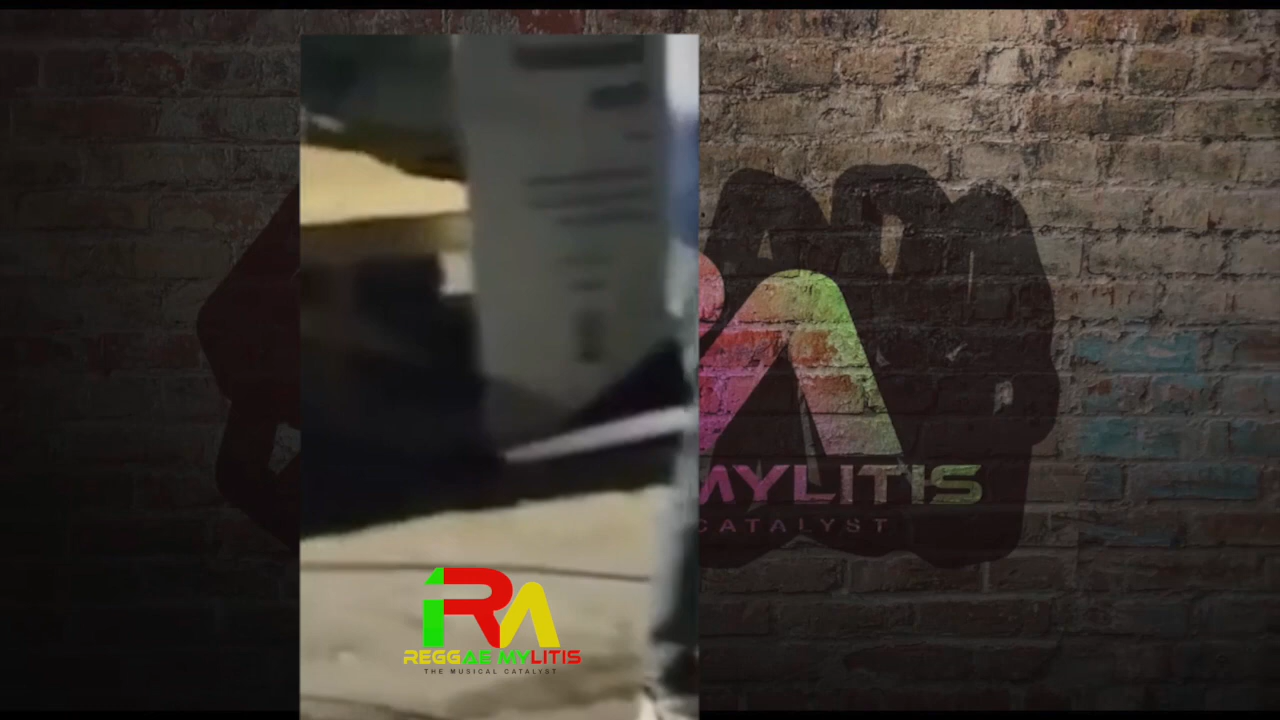 MYLITIS
CATALYST
RA
REGGAE MYLITIS
THE MUSICAL CATALYST